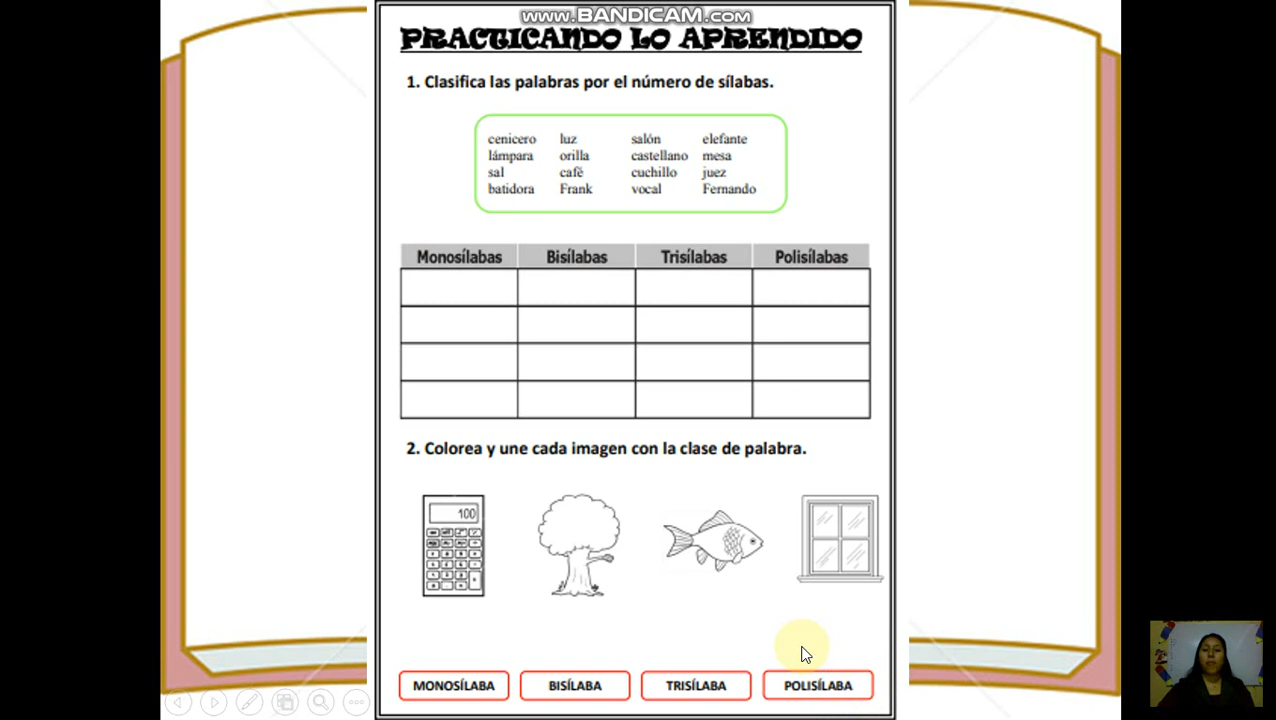 www.BANDICAM.com
PRACTICANDO LO APRENDIDO
1. Clasifica las palabras por el número de sílabas.
cenicero luz salón elefante
lámpara orilla castellano mesa
sal café cuchillo juez
batidora Frank vocal Fernando
Monosílabas Bisílabas Trisílabas Polisílabas
2. Colorea y une cada imagen con la clase de palabra.
100
MONOSÍLABA BISÍLABA TRISÍLABA POLISÍLABA